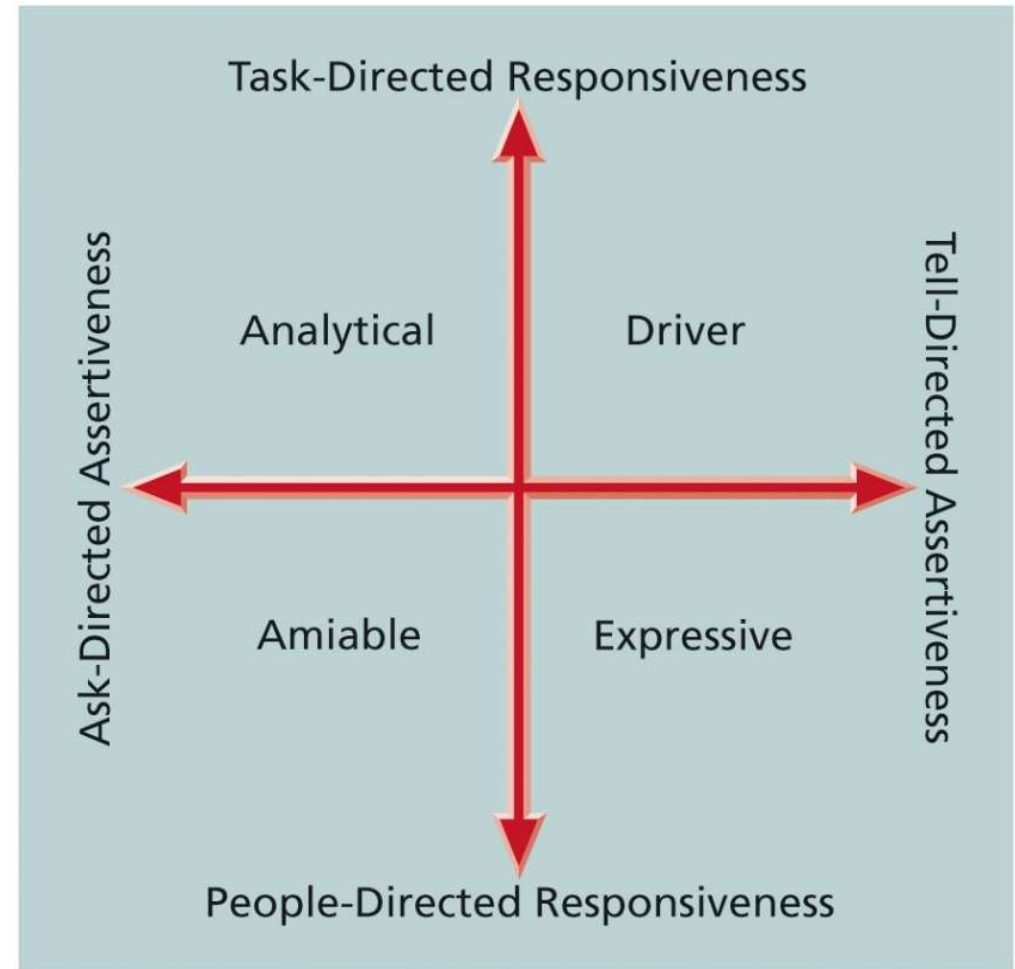 Task-Directed Responsiveness
Ask-Directed Assertiveness
Tell-Directed Assertiveness
Analytical
Driver
Amiable
Expressive
People-Directed Responsiveness